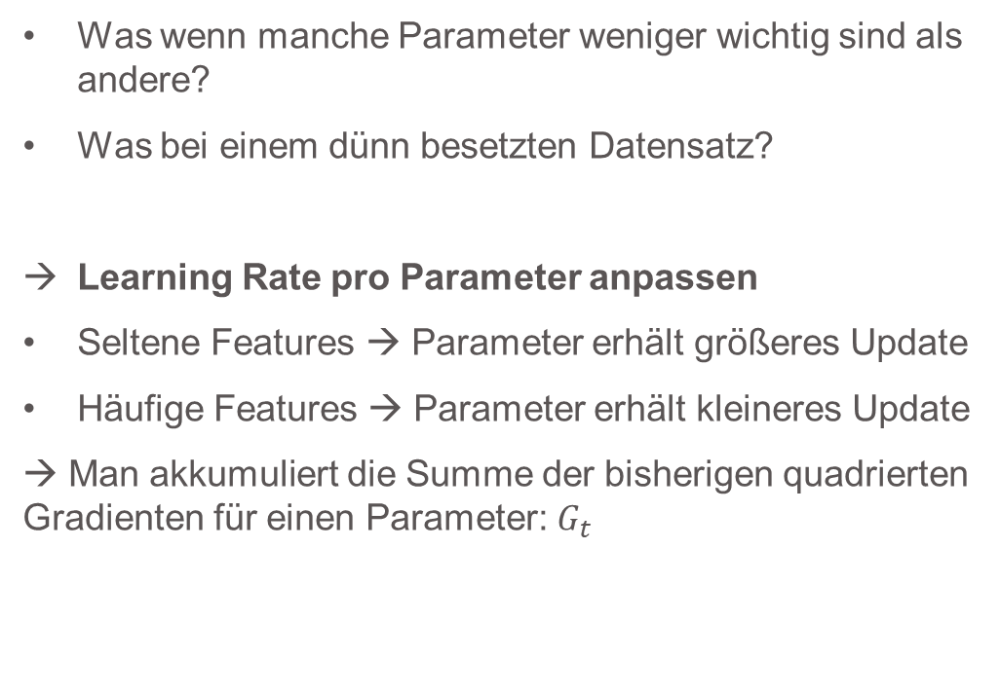 • Was wenn manche Parameter weniger wichtig sind als
andere?
• Was bei einem dünn besetzten Datensatz?
→ Learning Rate pro Parameter anpassen
• Seltene Features → Parameter erhält größeres Update
• Häufige Features → Parameter erhält kleineres Update
→ Man akkumuliert die Summe der bisherigen quadrierten
Gradienten für einen Parameter: 𝐺ₜ